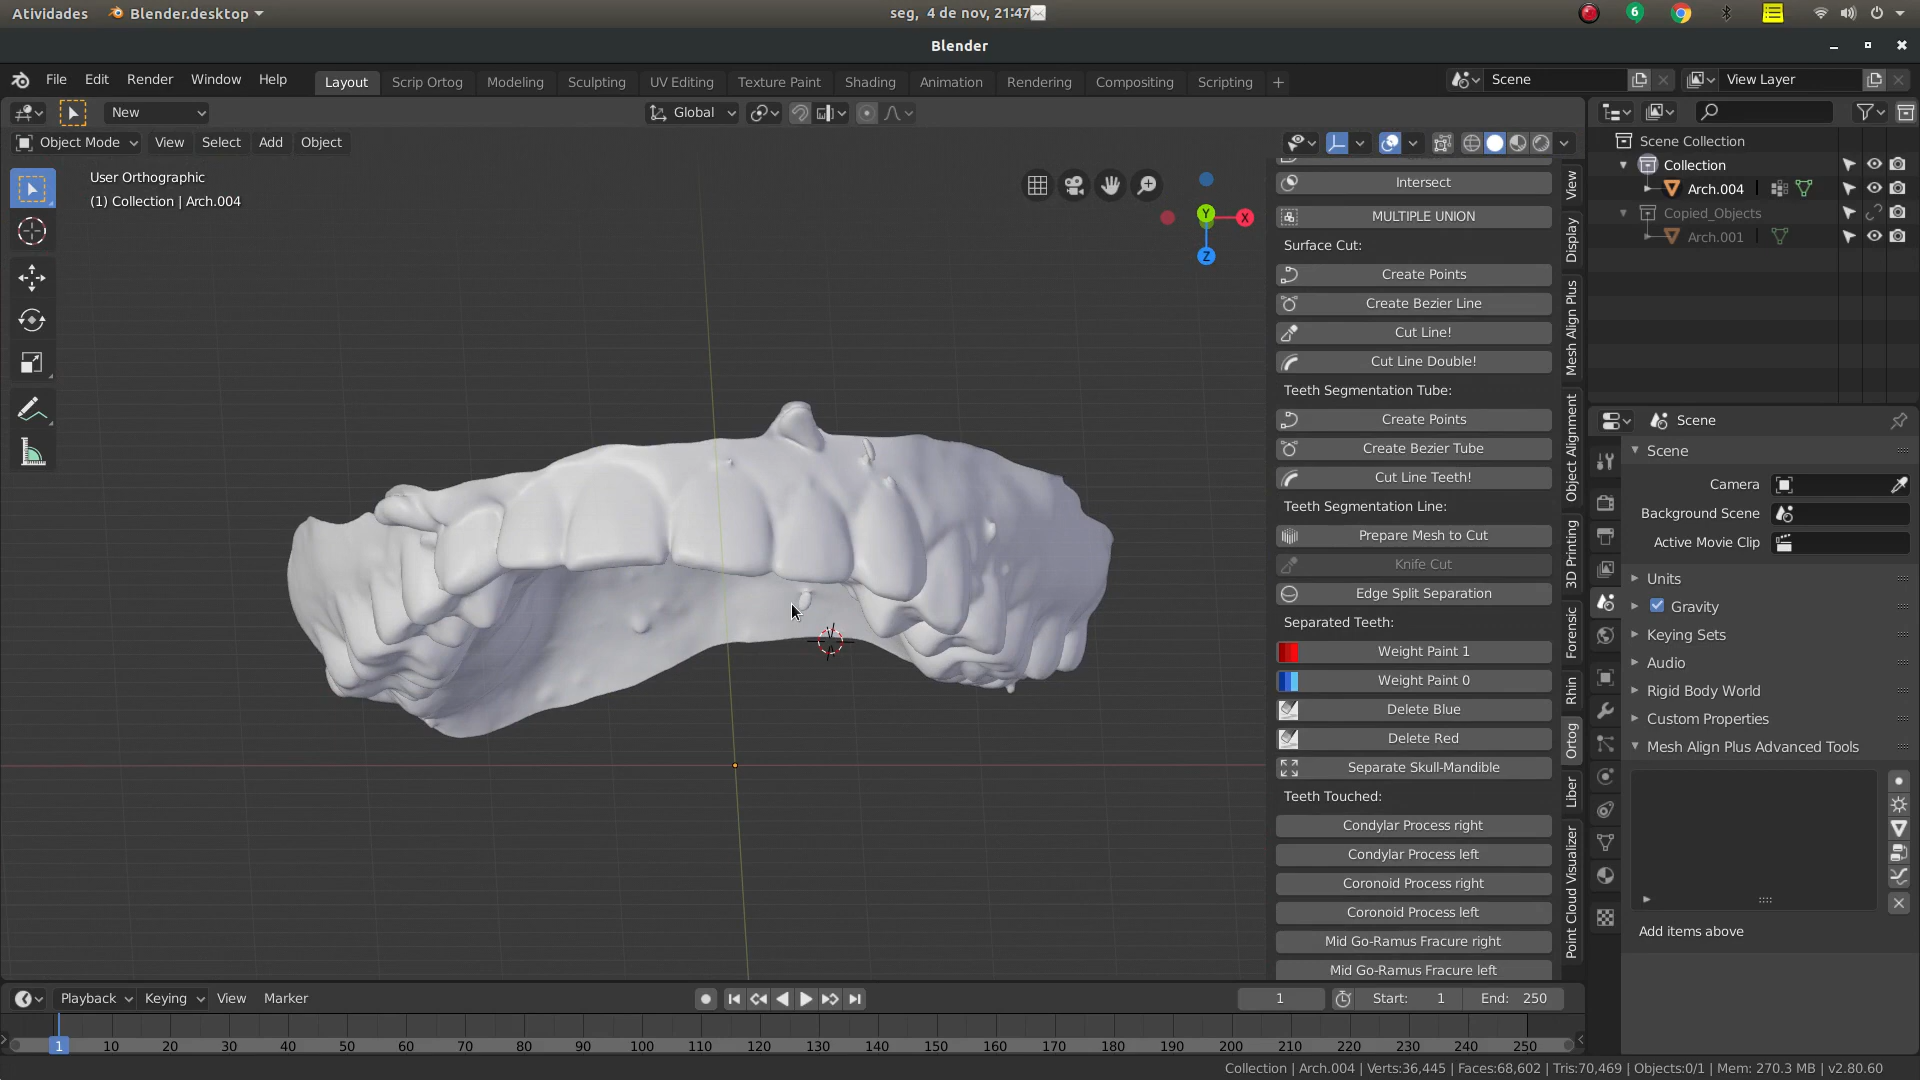 Atividades
Blender.desktop
seg, 4 de nov, 21:47
6
Blender
File Edit Render Window Help
Layout Scrip Ortog Modeling Sculpting UV Editing Texture Paint Shading Animation Rendering Compositing Scripting +
Scene
View Layer
New
Global
Object Mode View Select Add Object
User Orthographic
(1) Collection | Arch.004
Y
X
Z
Intersect
MULTIPLE UNION
Surface Cut:
Create Points
Create Bezier Line
Cut Line!
Cut Line Double!
Teeth Segmentation Tube:
Create Points
Create Bezier Tube
Cut Line Teeth!
Teeth Segmentation Line:
Prepare Mesh to Cut
Knife Cut
Edge Split Separation
Separated Teeth:
Weight Paint 1
Weight Paint 0
Delete Blue
Delete Red
Separate Skull-Mandible
Teeth Touched:
Condylar Process right
Condylar Process left
Coronoid Process right
Coronoid Process left
Mid Go-Ramus Fracure right
Mid Go-Ramus Fracure left
View
Display
Mesh Align Plus
Object Alignment
3D Printing
Forensic
Rhin
Ortog
Liber
Point Cloud Visualizer
Scene Collection
Collection
Arch.004
Copied_Objects
Arch.001
Scene
Scene
Camera
Background Scene
Active Movie Clip
Units
Gravity
Keying Sets
Audio
Rigid Body World
Custom Properties
Mesh Align Plus Advanced Tools
Add items above
Playback Keying View Marker
1
Start: 1
End: 250
1 10 20 30 40 50 60 70 80 90 100 110 120 130 140 150 160 170 180 190 200 210 220 230 240 250
Collection | Arch.004 | Verts:36,445 | Faces:68,602 | Tris:70,469 | Objects:0/1 | Mem: 270.3 MB | v2.80.60